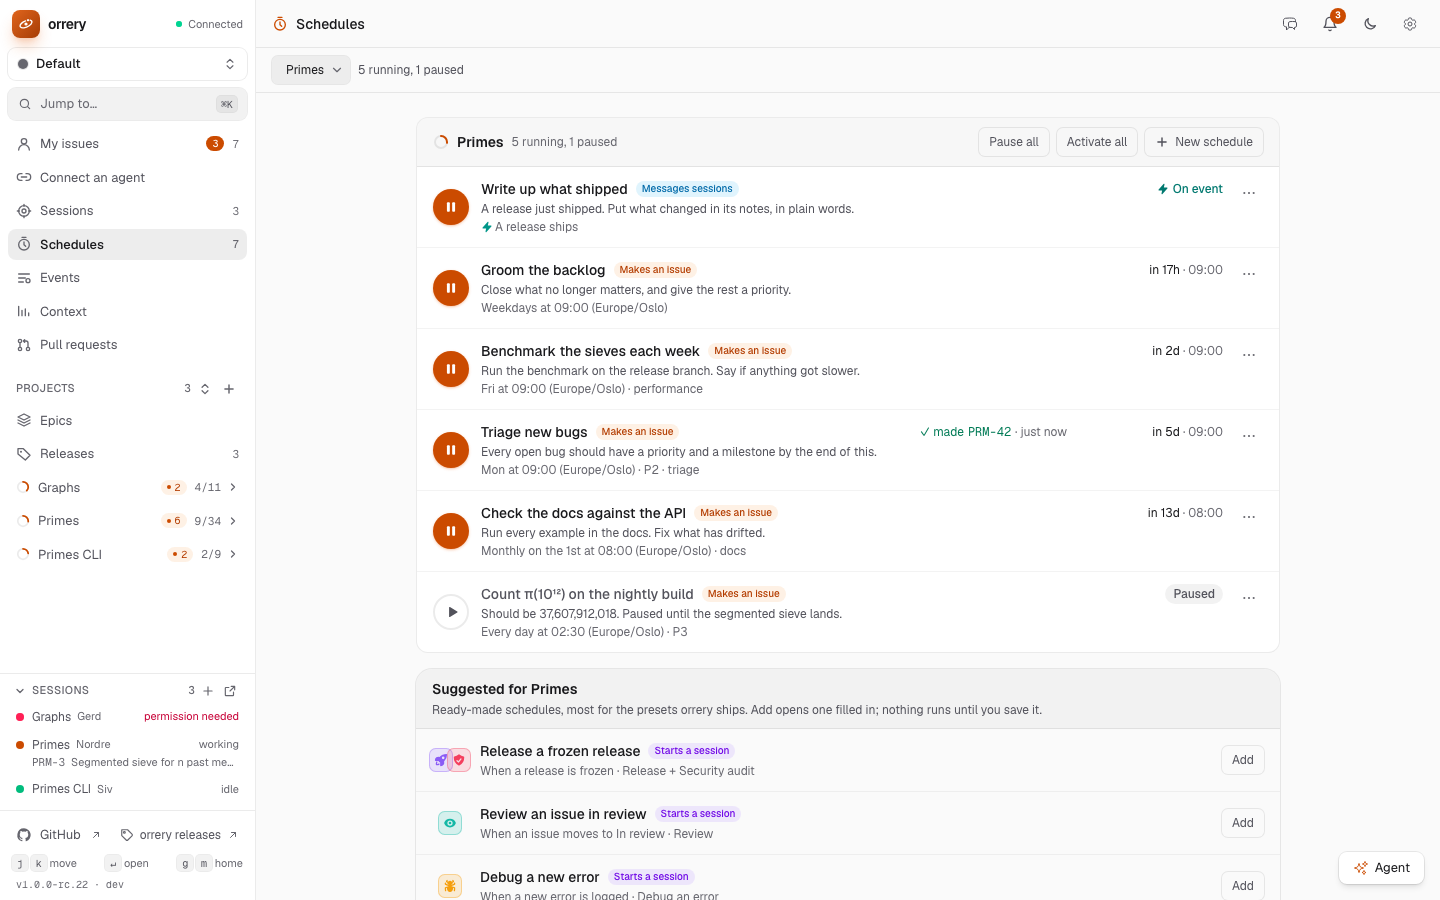 orrery
Connected
Default
Jump to...
⌘K
My issues
3
7
Connect an agent
Sessions
3
Schedules
7
Events
Context
Pull requests
PROJECTS
3
Epics
Releases
3
Graphs
2
4/11
Primes
6
9/34
Primes CLI
2
2/9
SESSIONS
3
Graphs Gerd
permission needed
Primes Nordre
working
PRM-3 Segmented sieve for n past me...
Primes CLI Siv
idle
GitHub
orrery releases
j k move
↵ open
g m home
v1.0.0-rc.22 · dev
Schedules
3
Primes
5 running, 1 paused
Primes
5 running, 1 paused
Pause all
Activate all
New schedule
Write up what shipped
Messages sessions
On event
...
A release just shipped. Put what changed in its notes, in plain words.
A release ships
Groom the backlog
Makes an issue
in 17h · 09:00
...
Close what no longer matters, and give the rest a priority.
Weekdays at 09:00 (Europe/Oslo)
Benchmark the sieves each week
Makes an issue
in 2d · 09:00
...
Run the benchmark on the release branch. Say if anything got slower.
Fri at 09:00 (Europe/Oslo) · performance
Triage new bugs
Makes an issue
made PRM-42 · just now
in 5d · 09:00
...
Every open bug should have a priority and a milestone by the end of this.
Mon at 09:00 (Europe/Oslo) · P2 · triage
Check the docs against the API
Makes an issue
in 13d · 08:00
...
Run every example in the docs. Fix what has drifted.
Monthly on the 1st at 08:00 (Europe/Oslo) · docs
Count π(10¹²) on the nightly build
Makes an issue
Paused
...
Should be 37,607,912,018. Paused until the segmented sieve lands.
Every day at 02:30 (Europe/Oslo) · P3
Suggested for Primes
Ready-made schedules, most for the presets orrery ships. Add opens one filled in; nothing runs until you save it.
Release a frozen release
Starts a session
When a release is frozen · Release + Security audit
Add
Review an issue in review
Starts a session
When an issue moves to In review · Review
Add
Debug a new error
Starts a session
When a new error is logged · Debug an error
Add
Agent